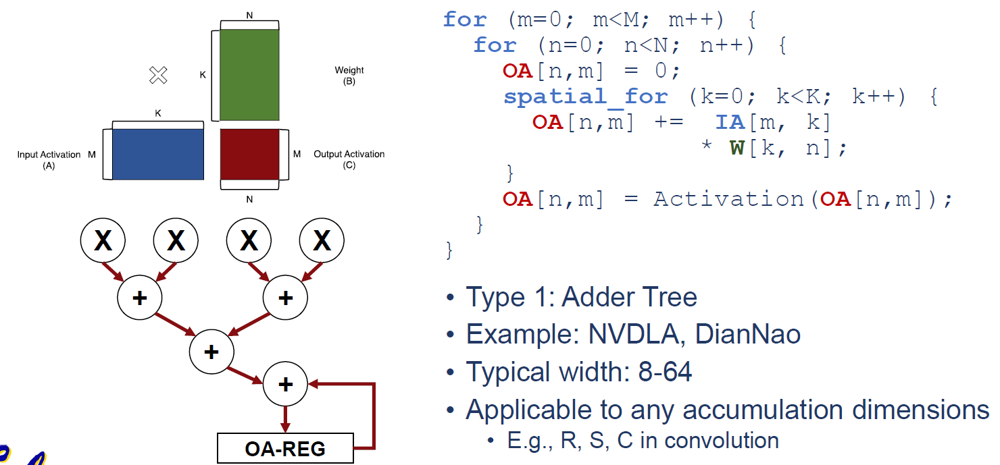 N
K
Weight
(B)
K
Input Activation M
(A)
M Output Activation
(C)
N
X X X X
+ +
+
+
OA-REG
for (m=0; m<M; m++) {
for (n=0; n<N; n++) {
OA[n,m] = 0;
spatial_for (k=0; k<K; k++) {
OA[n,m] += IA[m, k]
* W[k, n];
}
OA[n,m] = Activation(OA[n,m]);
}
}
• Type 1: Adder Tree
• Example: NVDLA, DianNao
• Typical width: 8-64
• Applicable to any accumulation dimensions
• E.g., R, S, C in convolution